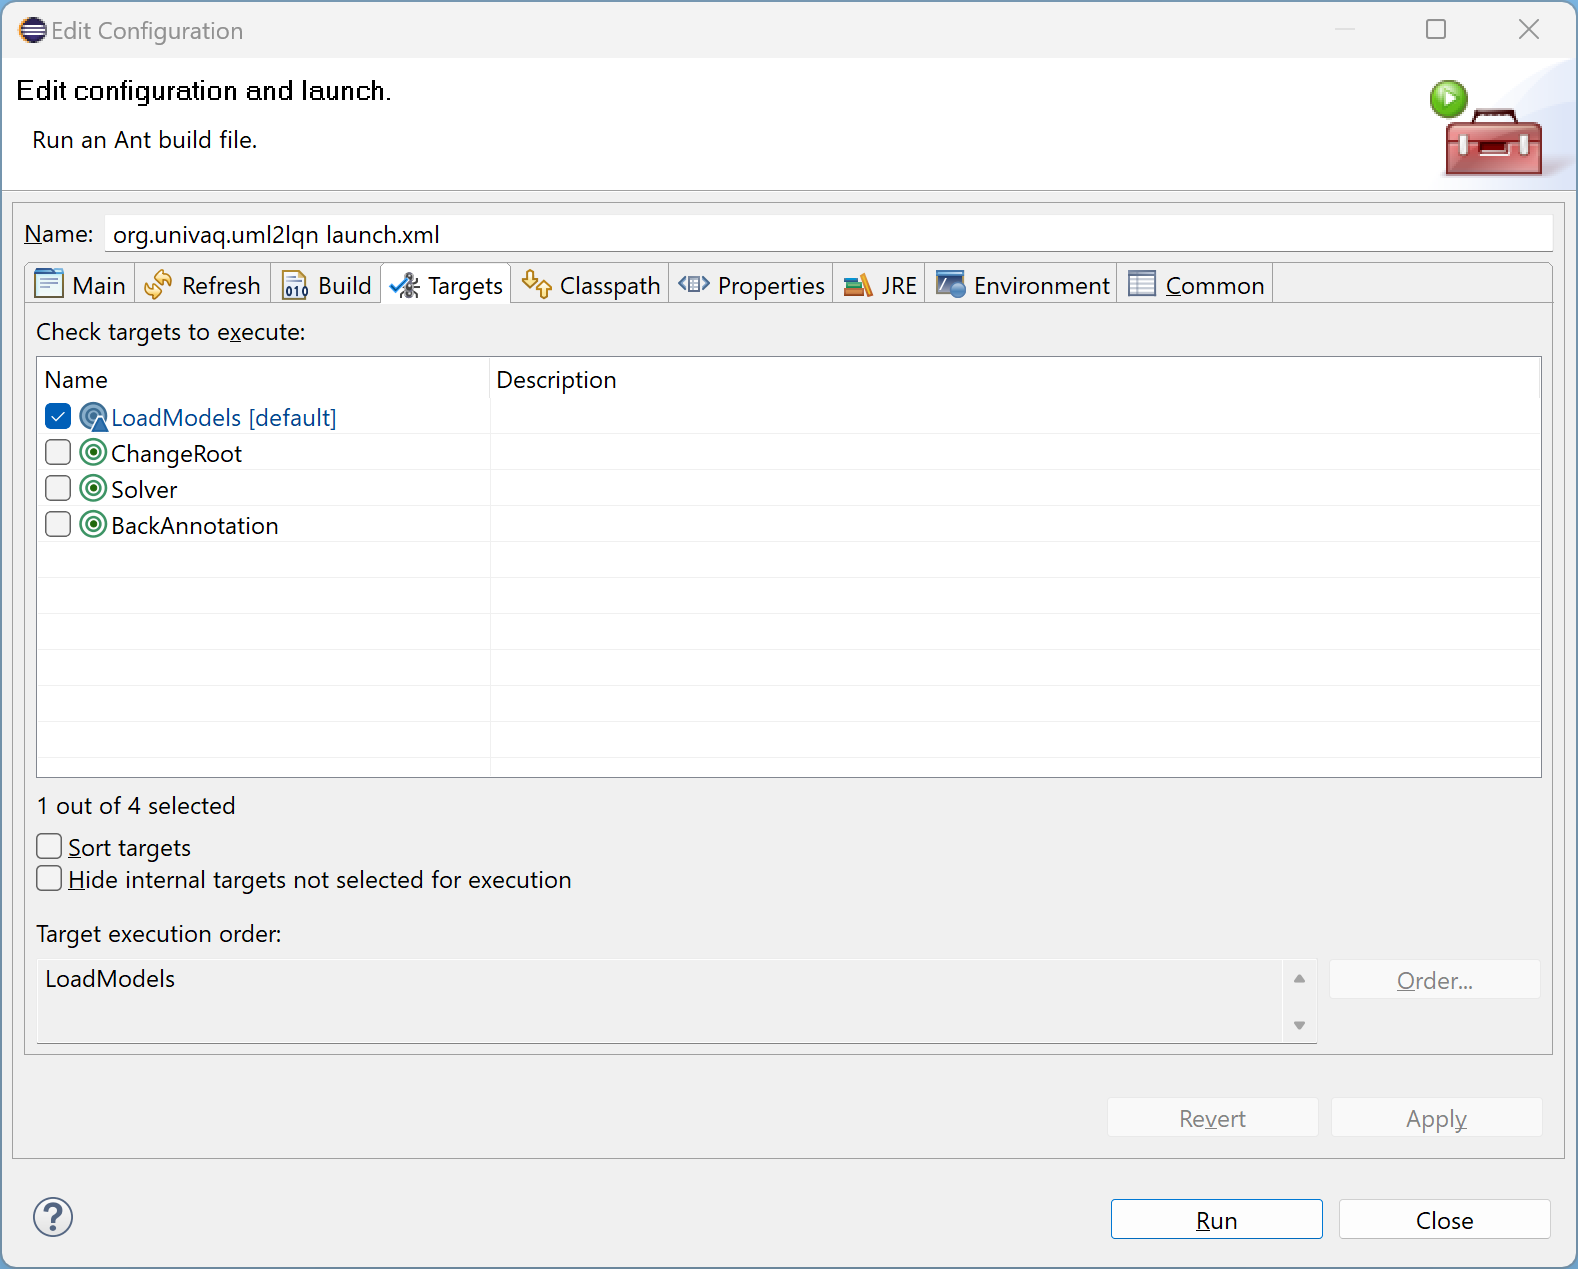 Edit Configuration
Edit configuration and launch.
Run an Ant build file.
Name: org.univaq.uml2lqn launch.xml
Main Refresh Build Targets Classpath Properties JRE Environment Common
Check targets to execute:
Name Description
LoadModels [default]
ChangeRoot
Solver
BackAnnotation
1 out of 4 selected
Sort targets
Hide internal targets not selected for execution
Target execution order:
LoadModels
Order...
Revert Apply
Run Close